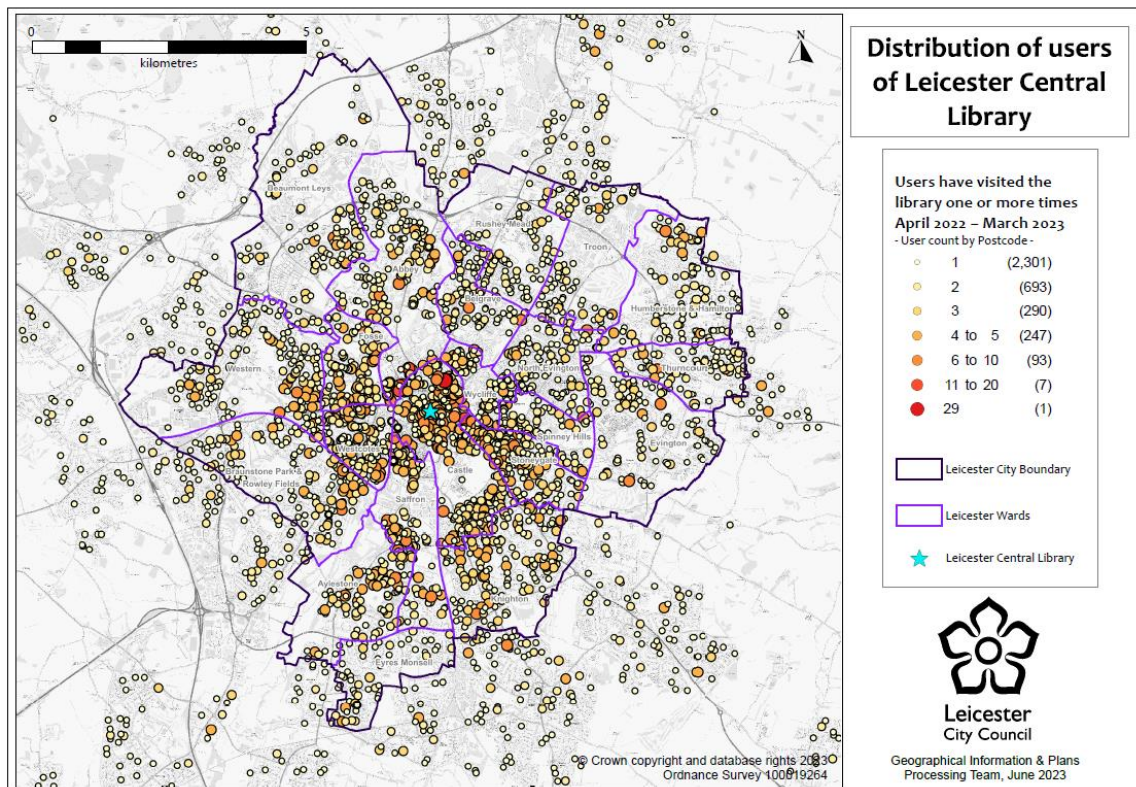 0 5
kilometres
N
Beaumont Leys
Rushey Mead
Troon
Abbey
Belgrave
Humberstone & Hamilton
Fosse
Western
North Evington
Thurncourt
Wycliffe
Spinney Hills
Westcotes
Stoneygate
Evington
Castle
Braunstone Park &
Rowley Fields
Saffron
Aylestone
Knighton
Eyres Monsell
© Crown copyright and database rights 2023
Ordnance Survey 100019264
Distribution of users
of Leicester Central
Library
Users have visited the
library one or more times
April 2022 – March 2023
- User count by Postcode -
1 (2,301)
2 (693)
3 (290)
4 to 5 (247)
6 to 10 (93)
11 to 20 (7)
29 (1)
Leicester City Boundary
Leicester Wards
Leicester Central Library
Leicester
City Council
Geographical Information & Plans
Processing Team, June 2023